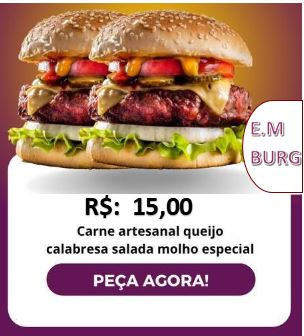 E.M
BURG
R$: 15,00
Carne artesanal queijo
calabresa salada molho especial
PEÇA AGORA!